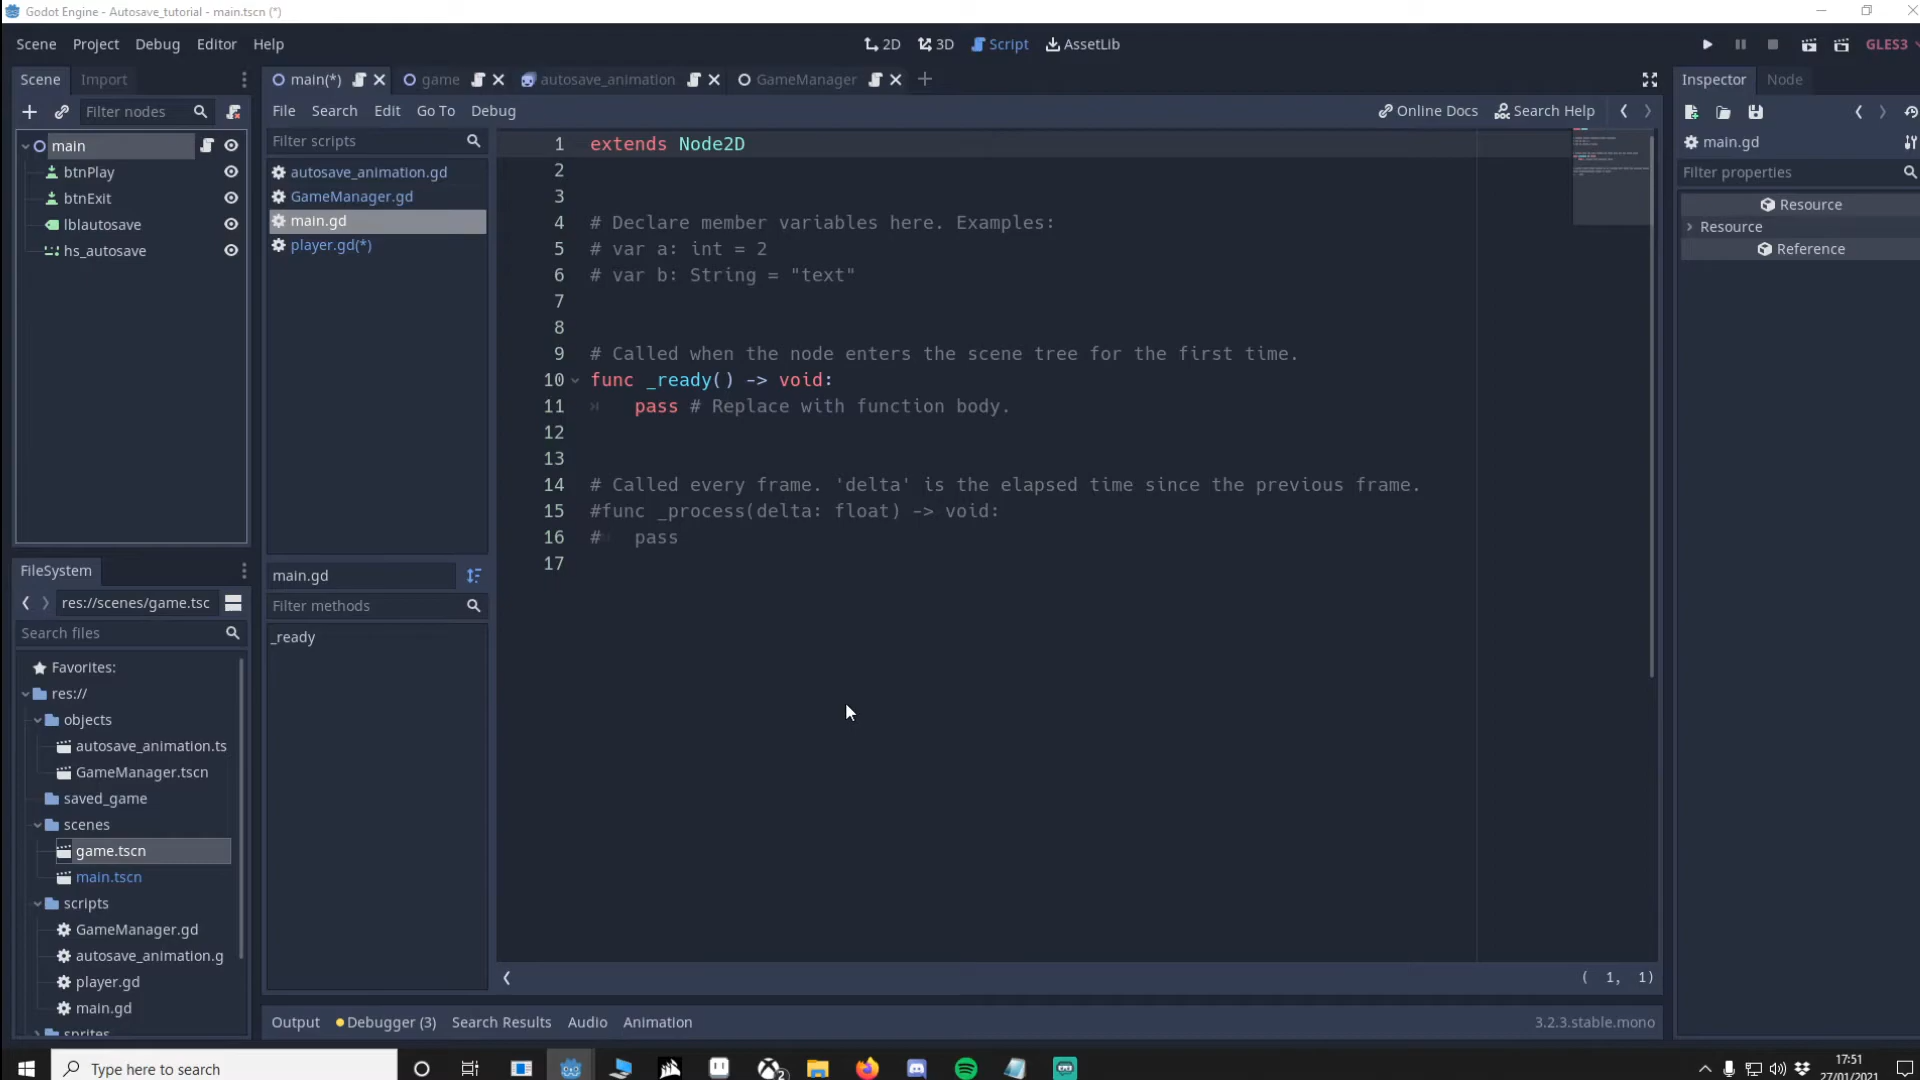 Godot Engine - Autosave_tutorial - main.tscn (*)
Scene Project Debug Editor Help
2D 3D Script AssetLib
GLES3
Scene Import
main(*) game autosave_animation GameManager
Inspector Node
Filter nodes
File Search Edit Go To Debug
Online Docs Search Help
main
btnPlay
btnExit
lblautosave
hs_autosave
Filter scripts
autosave_animation.gd
GameManager.gd
main.gd
player.gd(*)
1 extends Node2D
2
3
4 # Declare member variables here. Examples:
5 # var a: int = 2
6 # var b: String = "text"
7
8
9 # Called when the node enters the scene tree for the first time.
10 func _ready() -> void:
11 pass # Replace with function body.
12
13
14 # Called every frame. 'delta' is the elapsed time since the previous frame.
15 #func _process(delta: float) -> void:
16 # pass
17
main.gd
Filter properties
Resource
Resource
Reference
main.gd
Filter methods
_ready
FileSystem
res://scenes/game.tsc
Search files
Favorites:
res://
objects
autosave_animation.ts
GameManager.tscn
saved_game
scenes
game.tscn
main.tscn
scripts
GameManager.gd
autosave_animation.g
player.gd
main.gd
sprites
( 1, 1)
Output Debugger (3) Search Results Audio Animation
3.2.3.stable.mono
Type here to search
2
17:51
27/01/2021